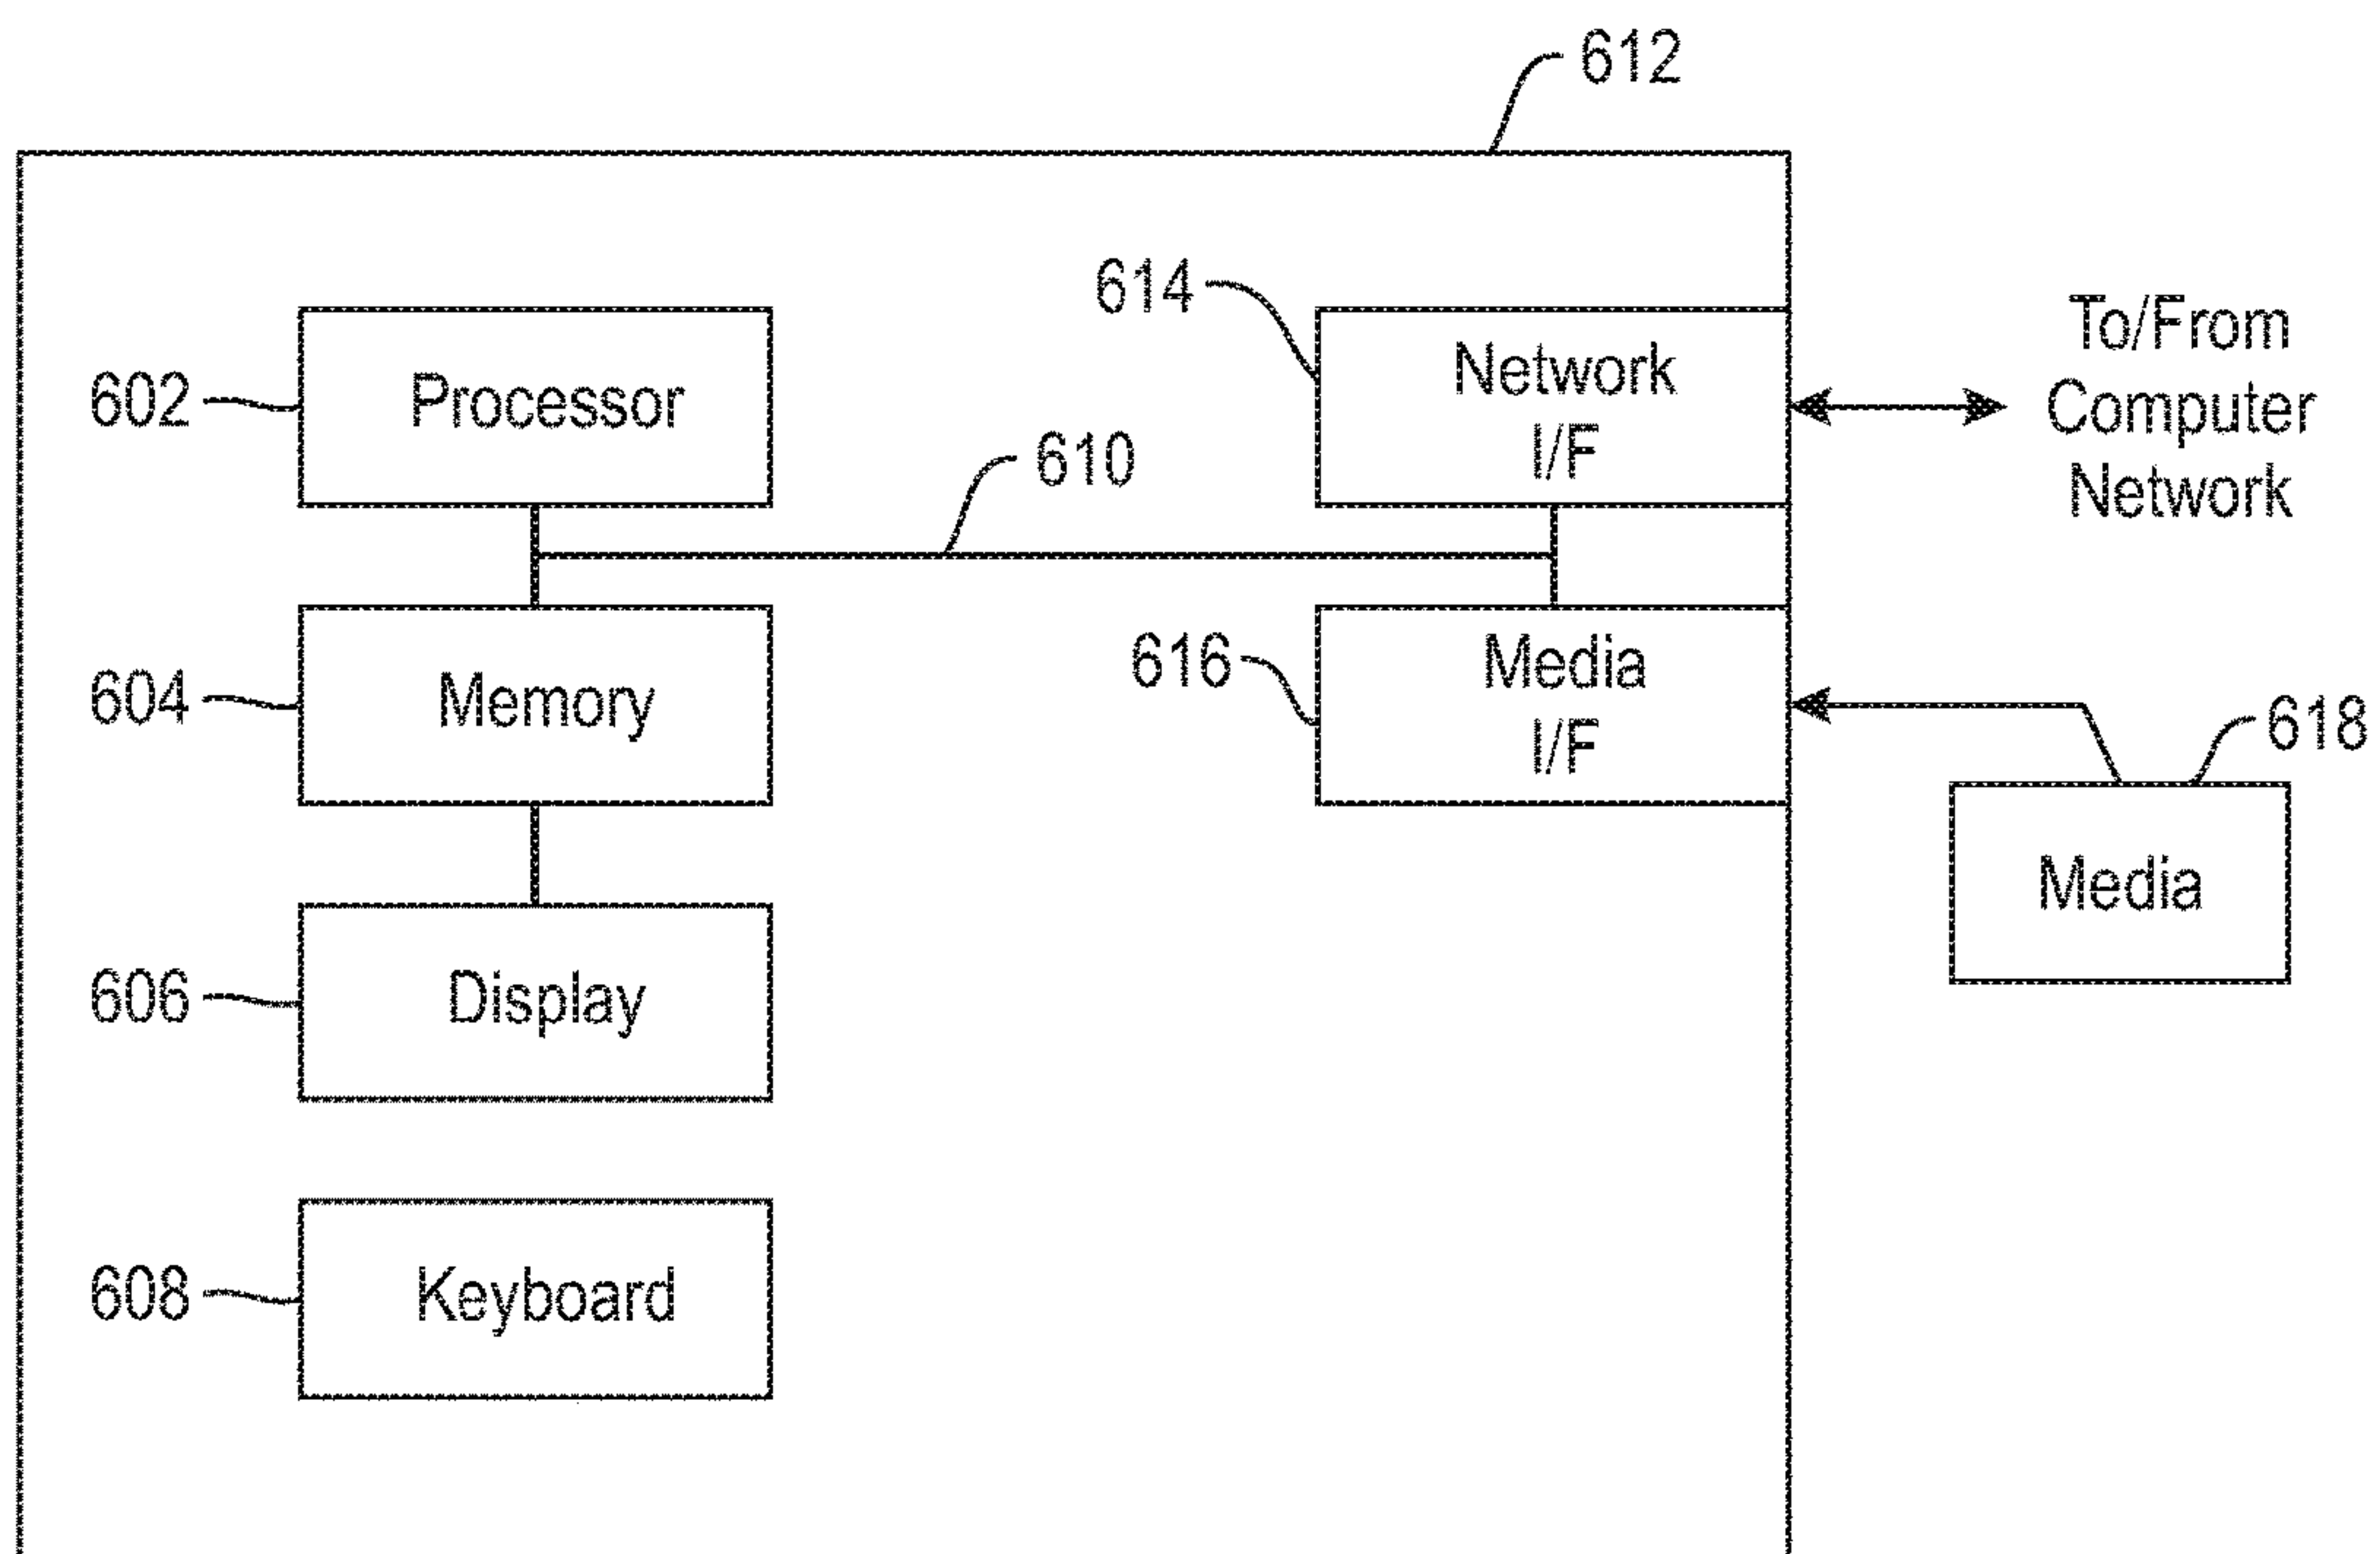 612
614
Network
I/F
To/From
Computer
Network
602
Processor
610
616
Media
I/F
604
Memory
618
Media
606
Display
608
Keyboard